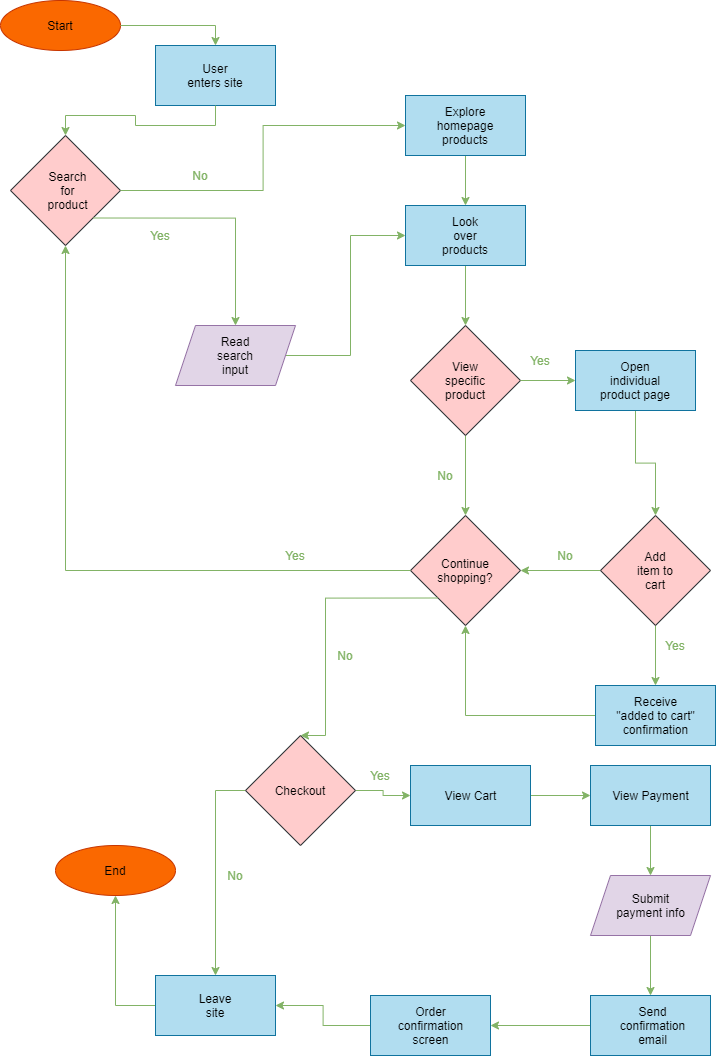 Start
User
enters site
Explore
homepage
products
Search
for
product
No
Yes
Look
over
products
Read
search
input
View
specific
product
Yes
Open
individual
product page
No
Continue
shopping?
Yes
No
Add
item to
cart
Yes
No
Receive
"added to cart"
confirmation
Checkout
Yes
View Cart
View Payment
No
End
Submit
payment info
Leave
site
Order
confirmation
screen
Send
confirmation
email